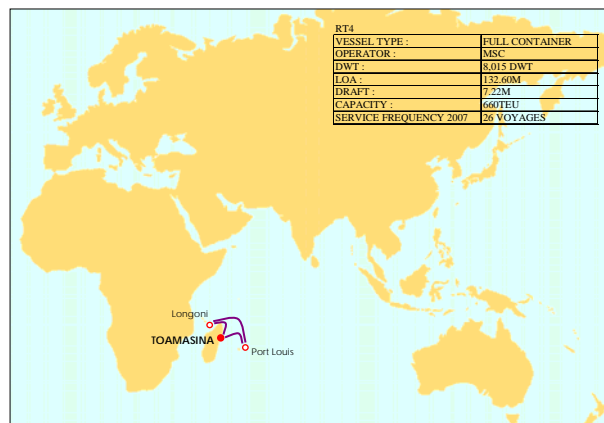 RT4
VESSEL TYPE : FULL CONTAINER
OPERATOR : MSC
DWT : 8,015 DWT
LOA : 132.60M
DRAFT : 7.22M
CAPACITY : 660TEU
SERVICE FREQUENCY 2007 26 VOYAGES
Longoni
TOAMASINA
Port Louis